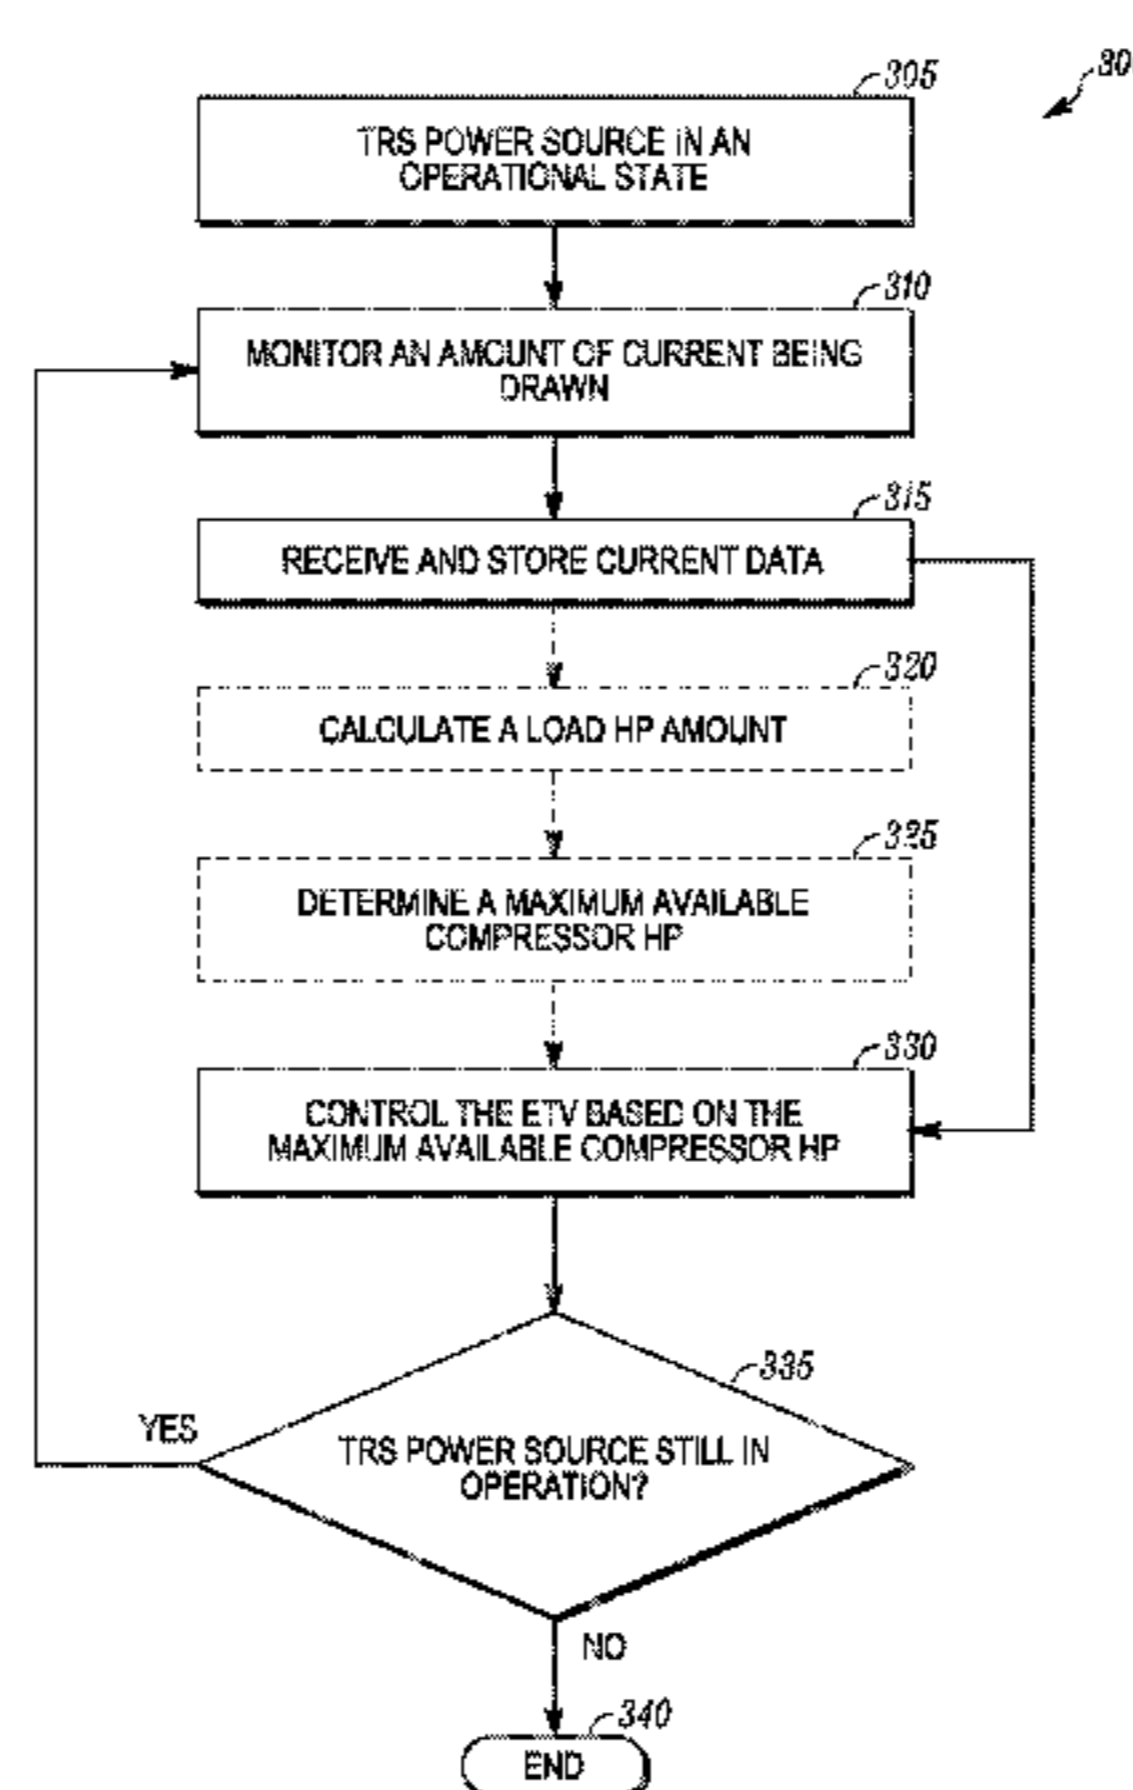 305
30
TRS POWER SOURCE IN AN
OPERATIONAL STATE
310
MONITOR AN AMOUNT OF CURRENT BEING
DRAWN
315
RECEIVE AND STORE CURRENT DATA
320
CALCULATE A LOAD HP AMOUNT
325
DETERMINE A MAXIMUM AVAILABLE
COMPRESSOR HP
330
CONTROL THE ETV BASED ON THE
MAXIMUM AVAILABLE COMPRESSOR HP
335
YES
TRS POWER SOURCE STILL IN
OPERATION?
NO
340
END